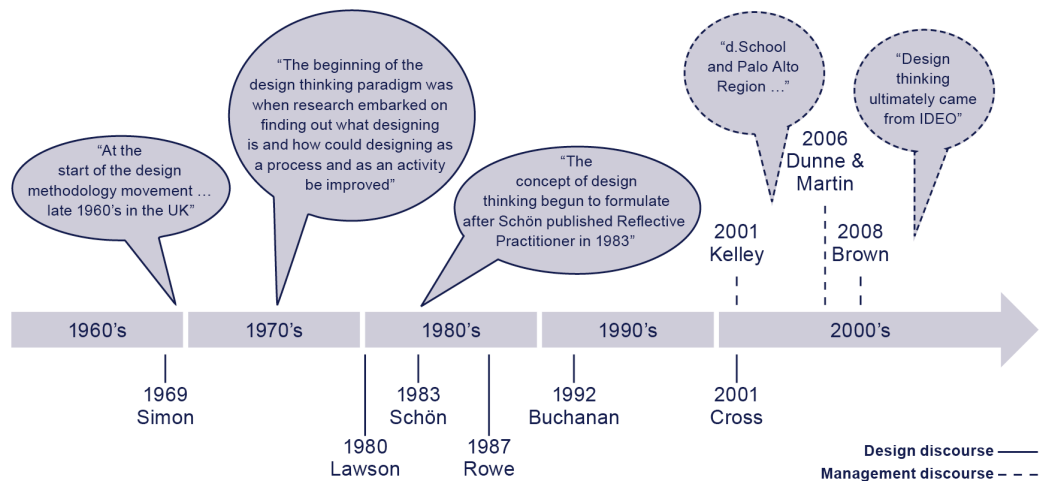 “At the
start of the design
methodology movement ...
late 1960’s in the UK”
“The beginning of the
design thinking paradigm was
when research embarked on
finding out what designing
is and how could designing as
a process and as an activity
be improved”
“The
concept of design
thinking begun to formulate
after Schön published Reflective
Practitioner in 1983”
“d.School
and Palo Alto
Region ...”
“Design
thinking
ultimately came
from IDEO”
2001
Kelley
2006
Dunne &
Martin
2008
Brown
1960’s
1970’s
1980’s
1990’s
2000’s
1969
Simon
1980
Lawson
1983
Schön
1987
Rowe
1992
Buchanan
2001
Cross
Design discourse
Management discourse